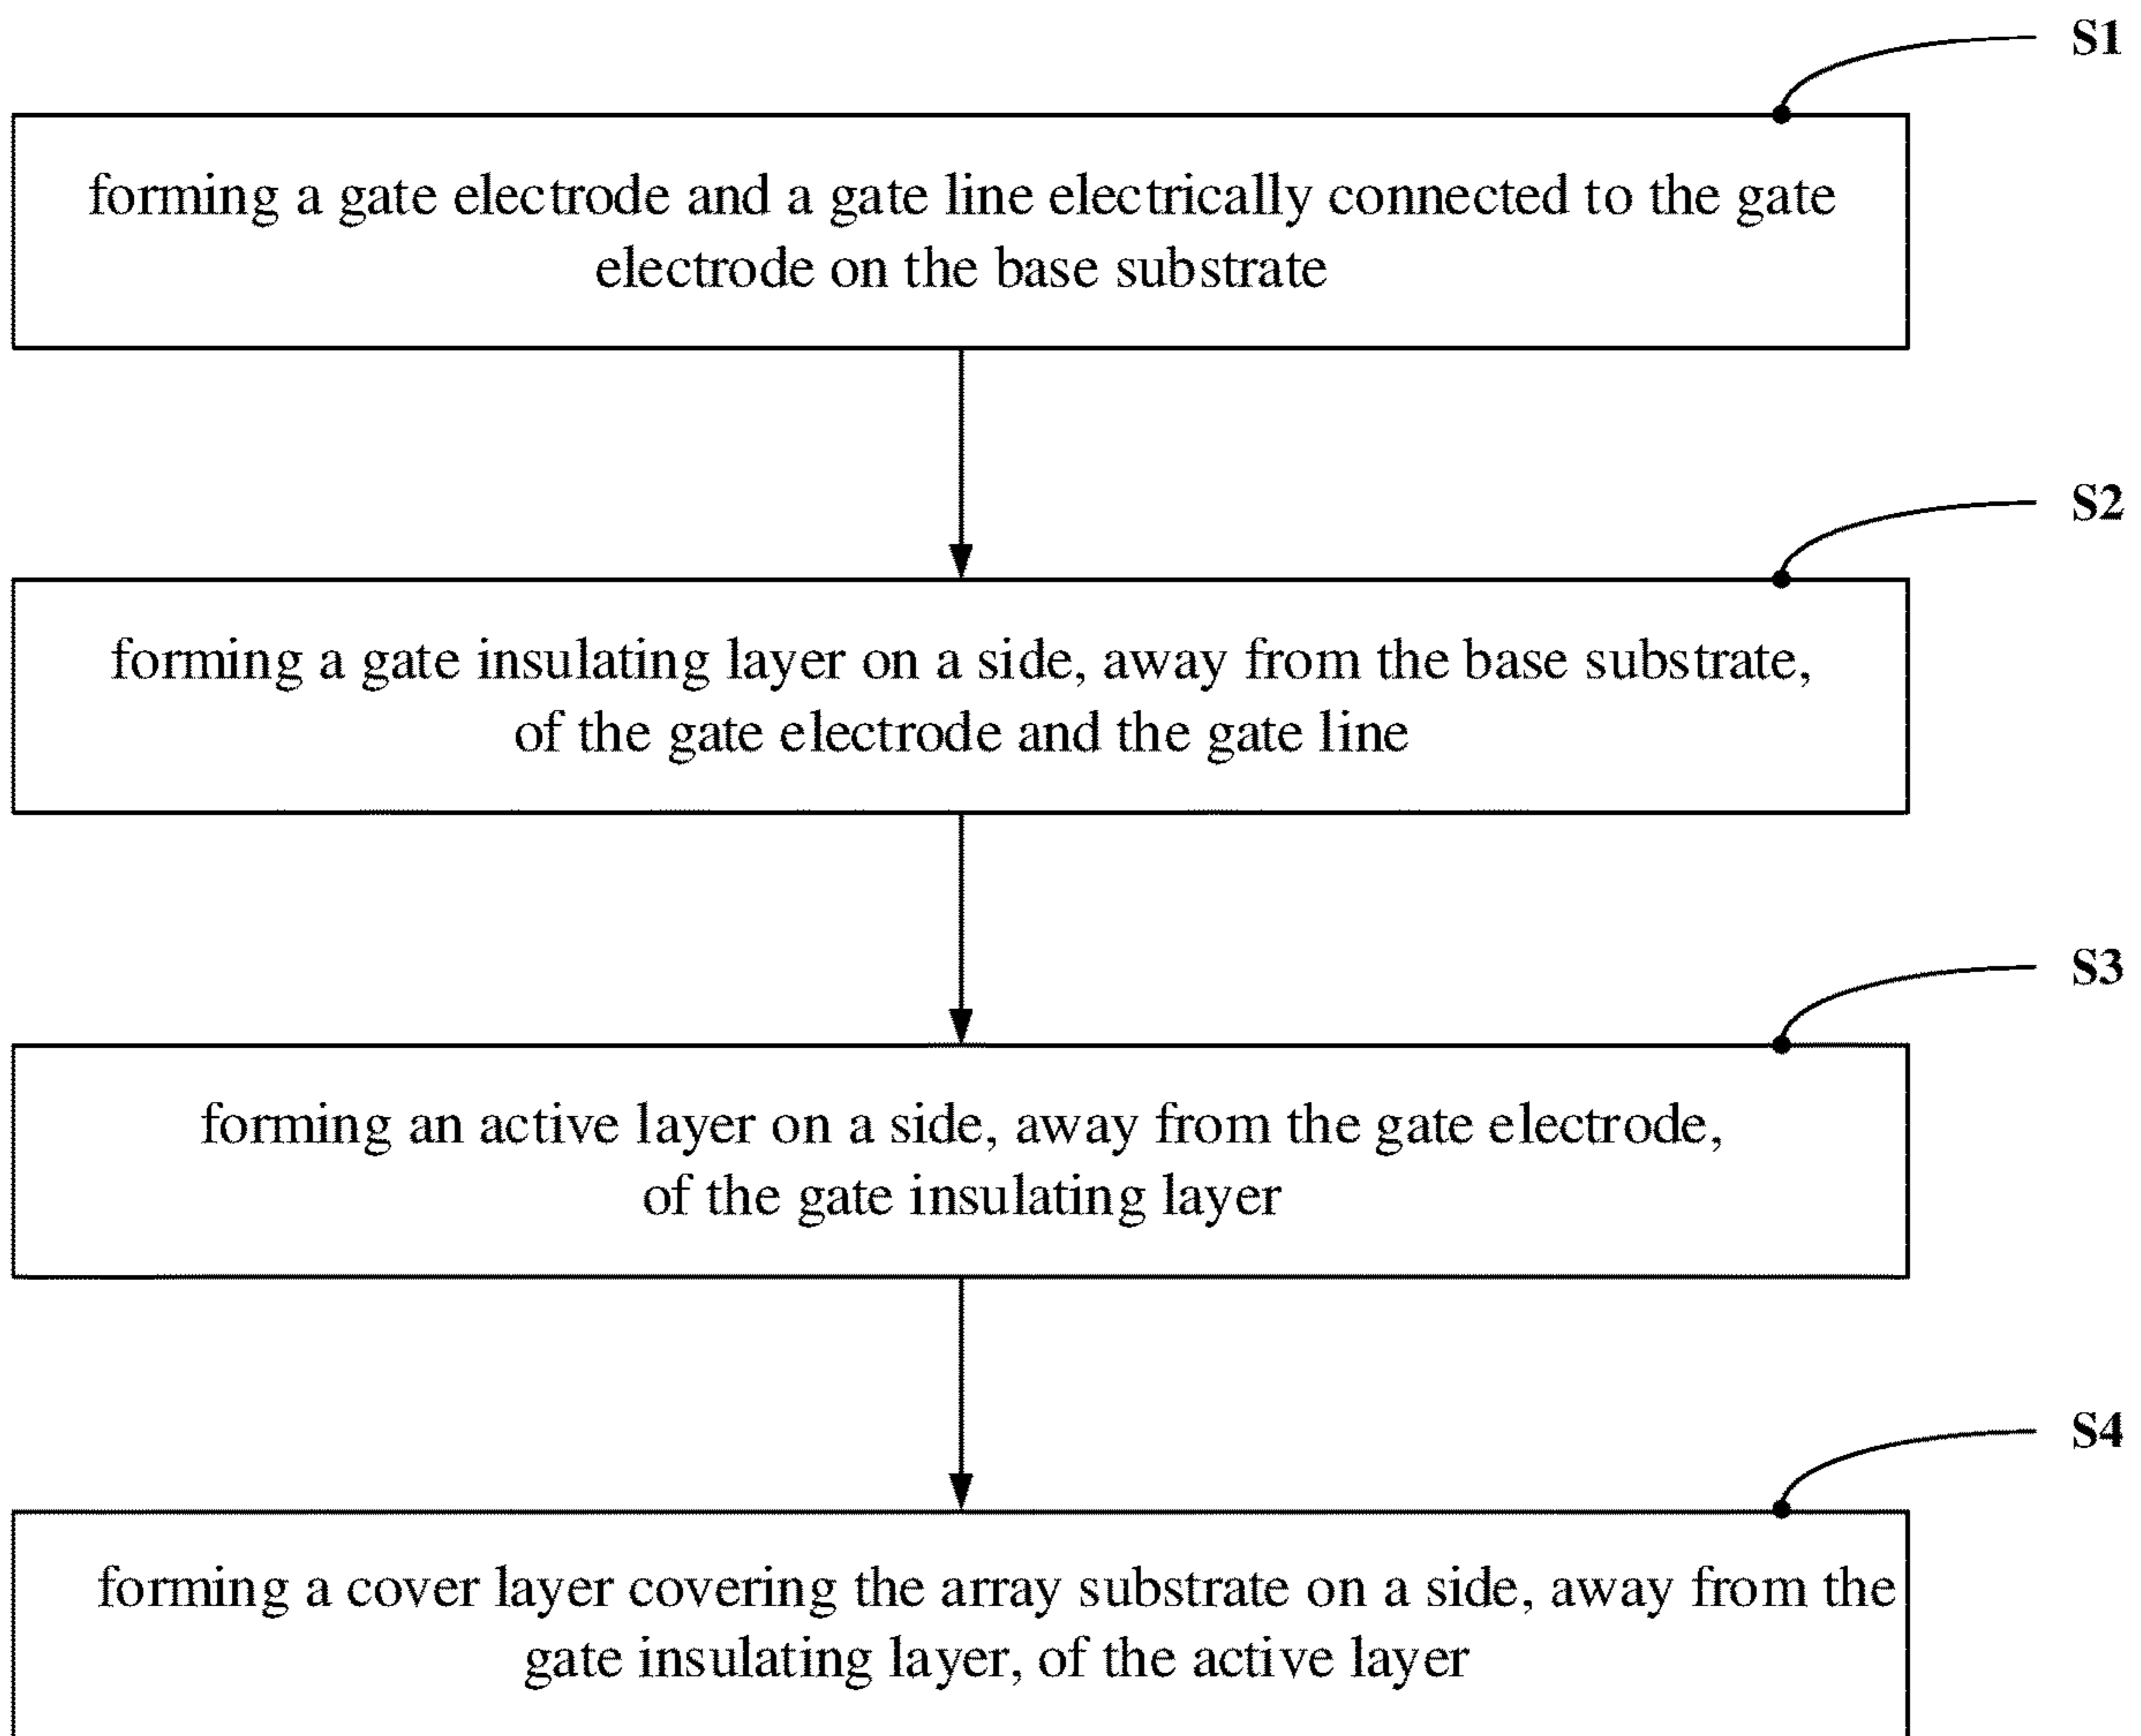 S1
forming a gate electrode and a gate line electrically connected to the gate
electrode on the base substrate
S2
forming a gate insulating layer on a side, away from the base substrate,
of the gate electrode and the gate line
S3
forming an active layer on a side, away from the gate electrode,
of the gate insulating layer
S4
forming a cover layer covering the array substrate on a side, away from the
gate insulating layer, of the active layer